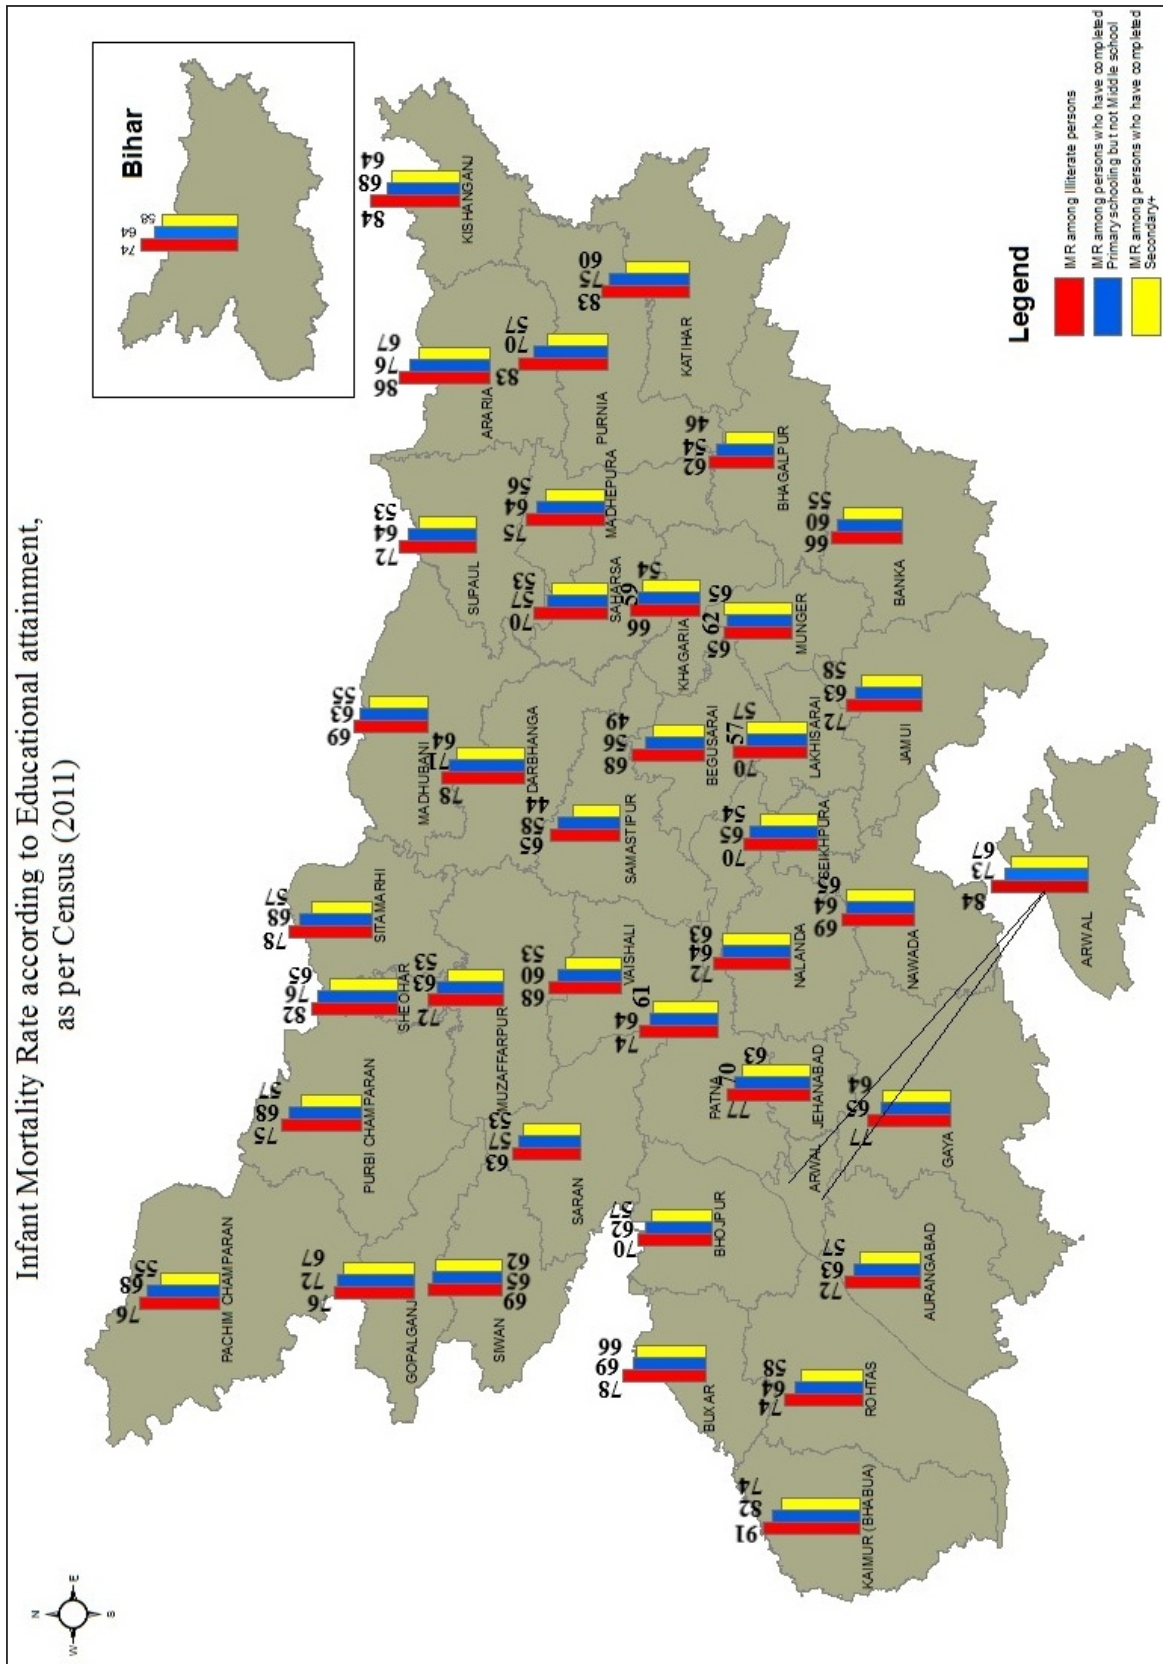 Infant Mortality Rate according to Educational attainment,
as per Census (2011)
N
W
E
S
Bihar
74 64 58
76 68 55
PACHIM CHAMPARAN
75 68 57
PURBI CHAMPARAN
82 76 65
SHEOHAR
78 68 57
SITAMARHI
69 63 55
MADHUBANI
72 64 53
SUPAUL
86 76 67
ARARIA
84 68 64
KISHANGANJ
76 72 67
GOPALGANJ
69 65 62
SIWAN
63 57 53
SARAN
72 63 53
MUZAFFARPUR
68 60 53
VAISHALI
65 58 44
SAMASTIPUR
78 71 64
DARBHANGA
70 57 53
SAHARSA
75 64 56
MADHEPURA
83 70 57
PURNIA
83 75 60
KATIHAR
78 69 66
BUXAR
70 62 57
BHOJPUR
74 64 61
PATNA
68 56 49
BEGUSARAI
66 59 54
KHAGARIA
62 54 46
BHAGALPUR
91 82 74
KAIMUR (BHABUA)
74 64 58
ROHTAS
ARWAL
77 70 63
JEHANABAD
72 64 63
NALANDA
70 65 54
SEIKHPURA
70 57 57
LAKHISARAI
65 62 65
MUNGER
72 63 57
AURANGABAD
77 65 64
GAYA
69 64
NAWADA
72 63 58
JAMUI
66 60 55
BANKA
84 73 67
ARWAL
Legend
IMR among Illiterate persons
IMR among persons who have completed
Primary schooling but not Middle school
IMR among persons who have completed
Secondary+